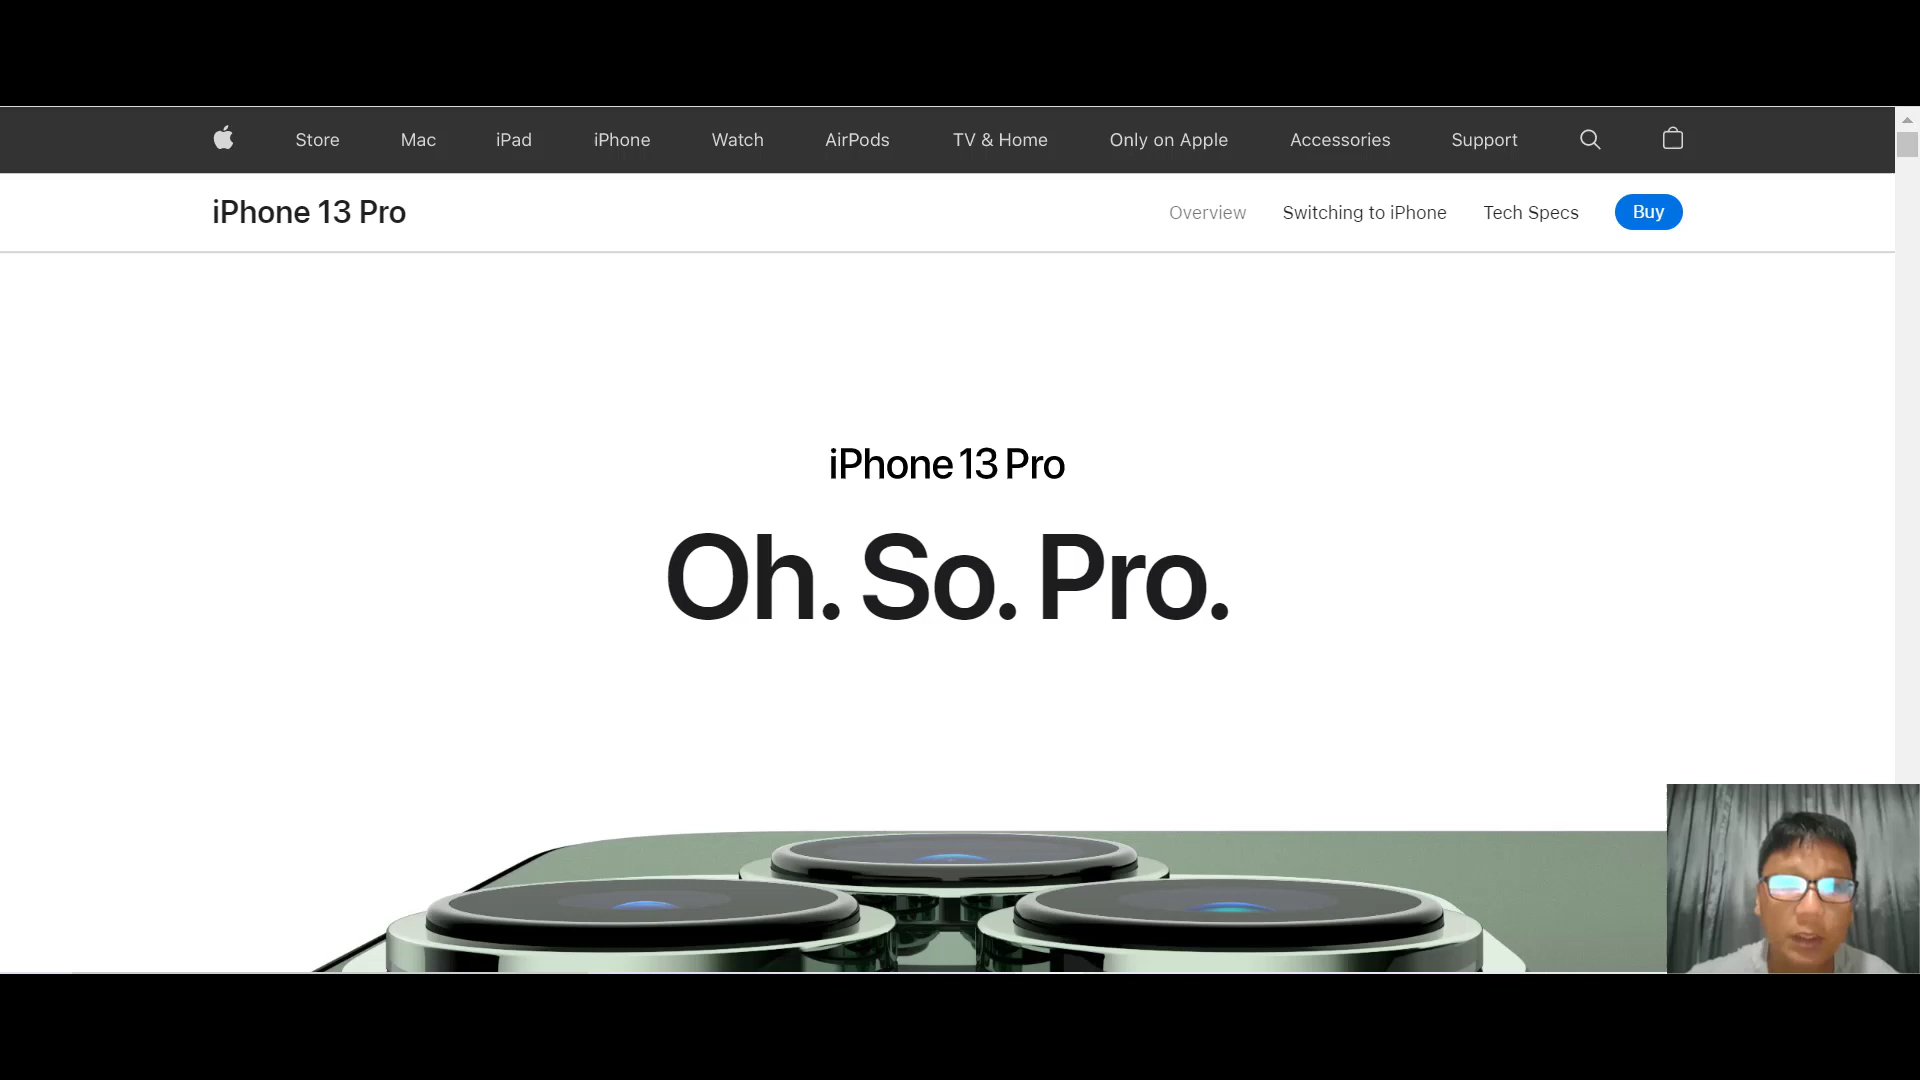 Store Mac iPad iPhone Watch AirPods TV & Home Only on Apple Accessories Support
iPhone 13 Pro Overview Switching to iPhone Tech Specs Buy
iPhone 13 Pro
Oh. So. Pro.